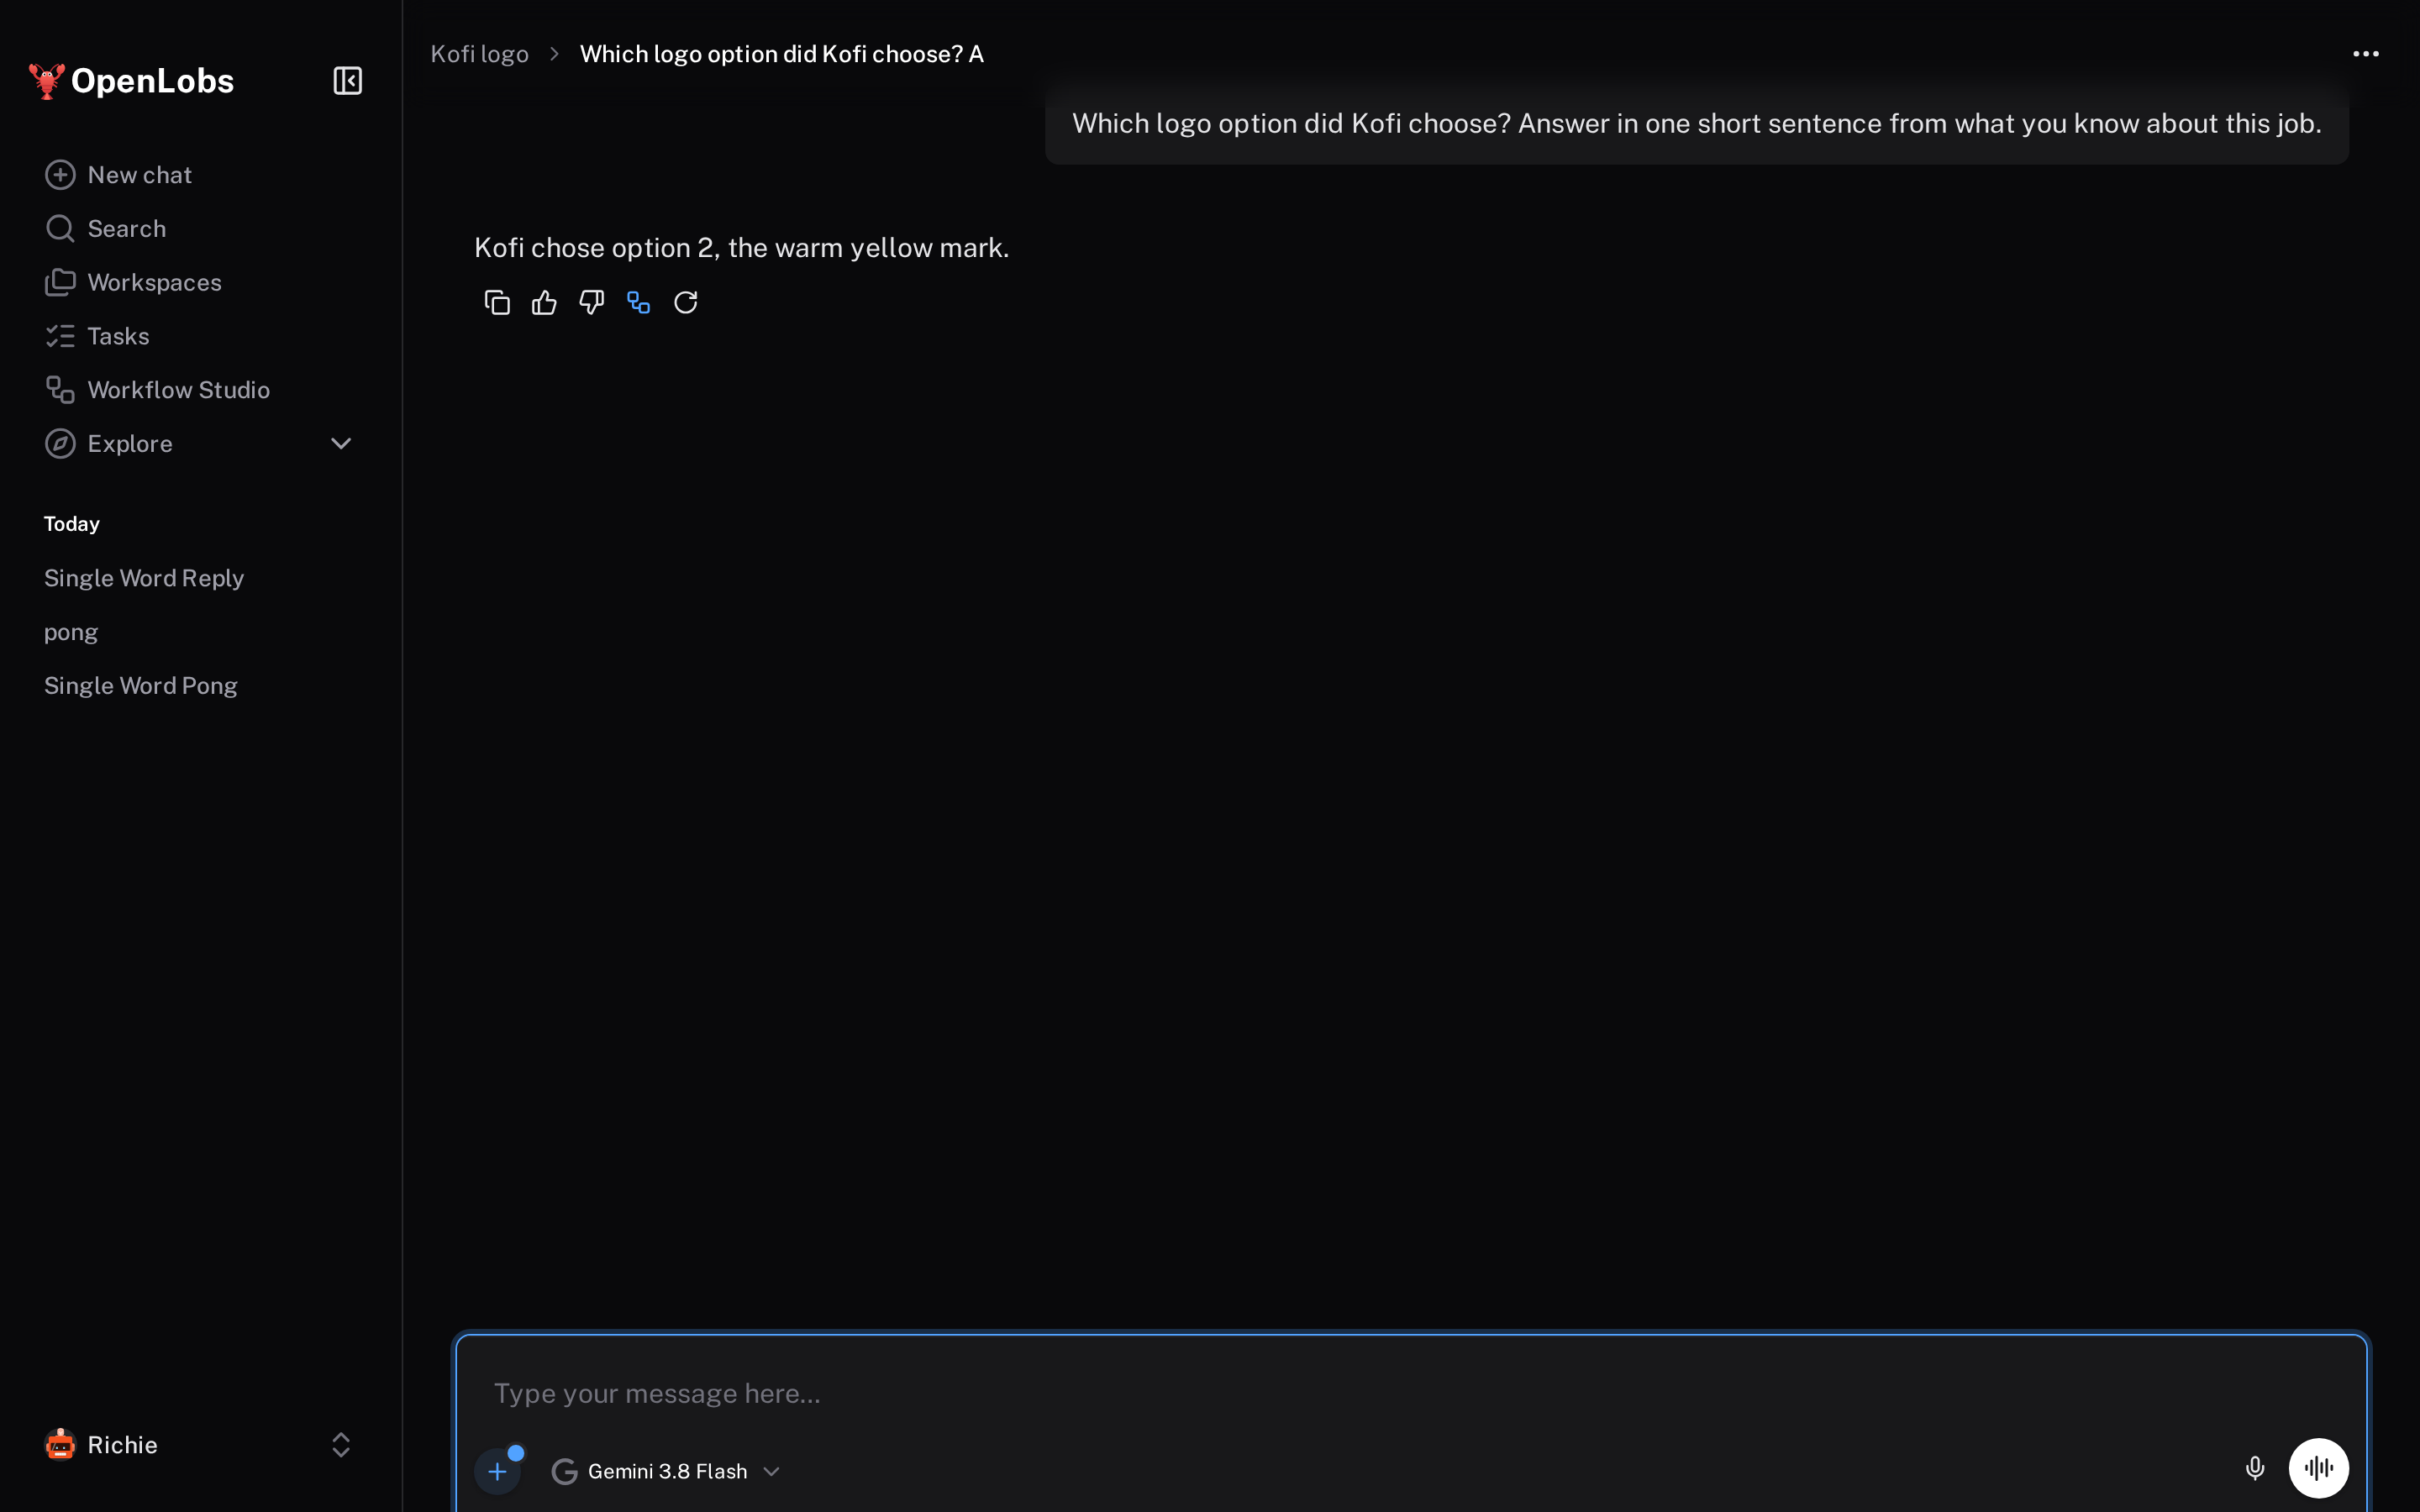 OpenLobs
New chat
Search
Workspaces
Tasks
Workflow Studio
Explore
Today
Single Word Reply
pong
Single Word Pong
Richie
Kofi logo > Which logo option did Kofi choose? A
Which logo option did Kofi choose? Answer in one short sentence from what you know about this job.
Kofi chose option 2, the warm yellow mark.
Type your message here...
Gemini 3.8 Flash